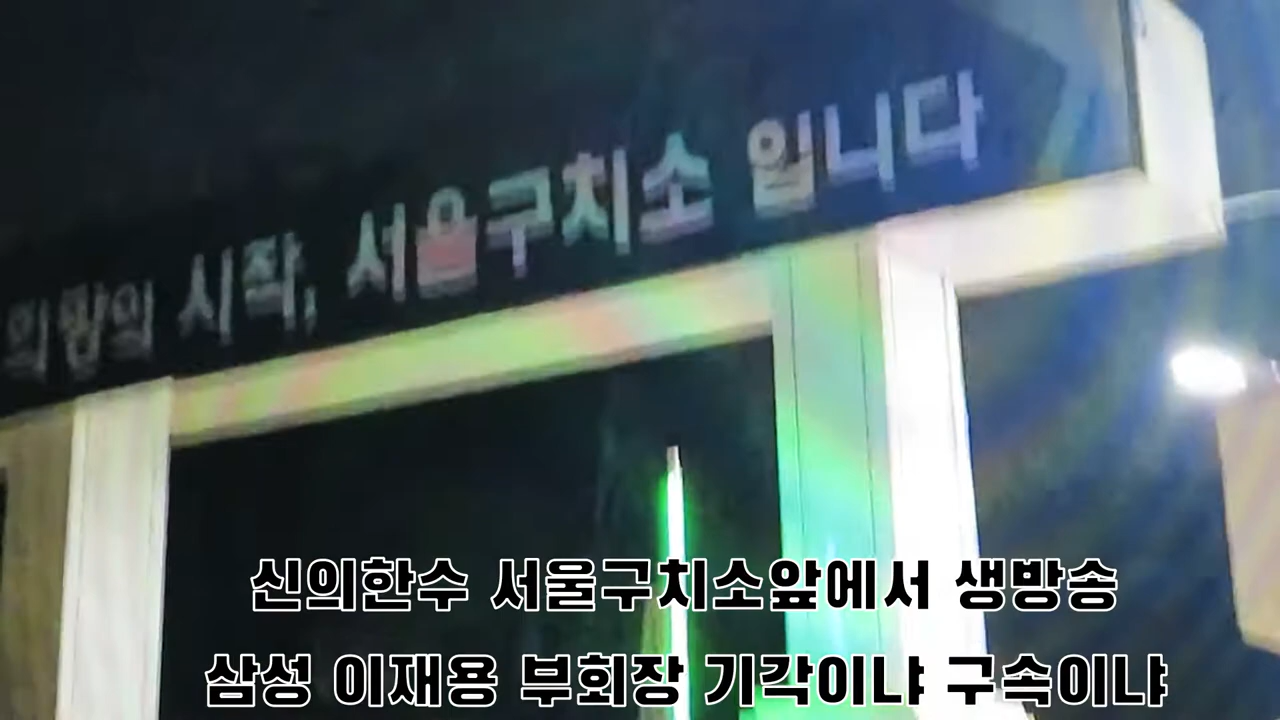 희망의 시작, 서울구치소 입니다
신의한수 서울구치소앞에서 생방송
삼성 이재용 부회장 기각이냐 구속이냐